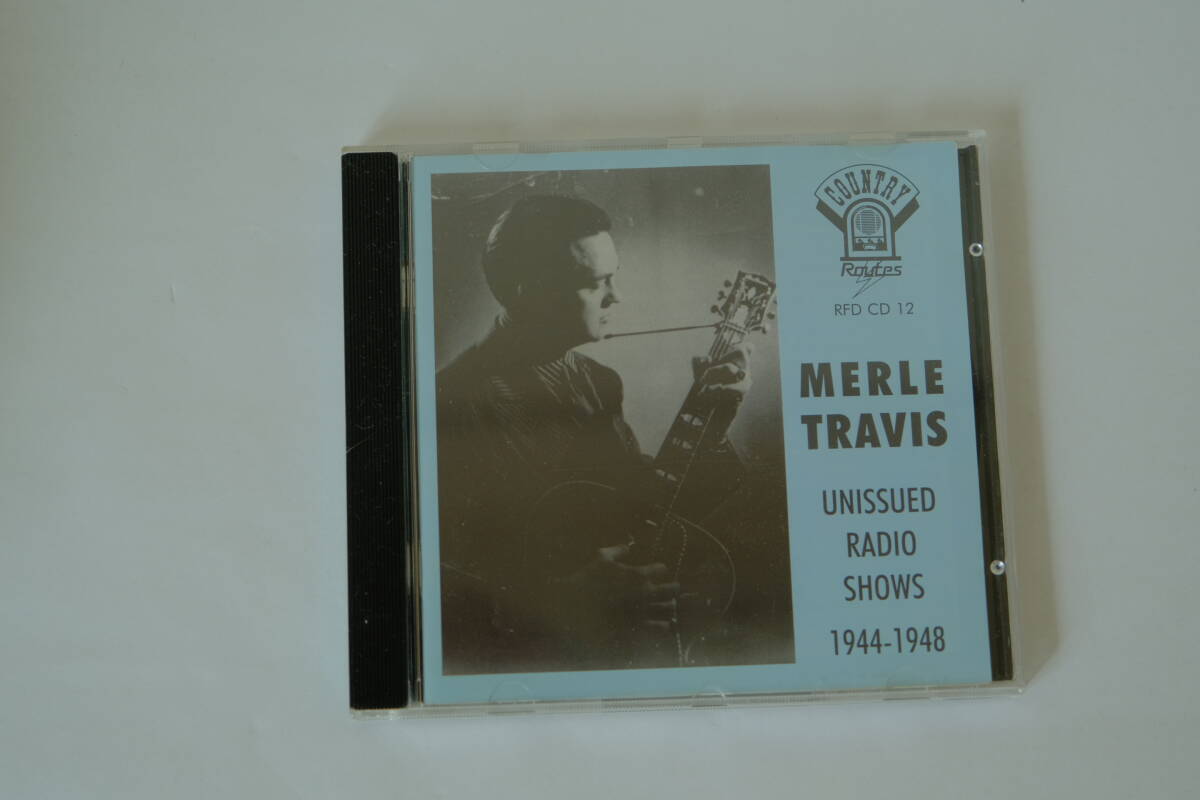 COUNTRY
Routes
RFD CD 12
MERLE
TRAVIS
UNISSUED
RADIO
SHOWS
1944-1948